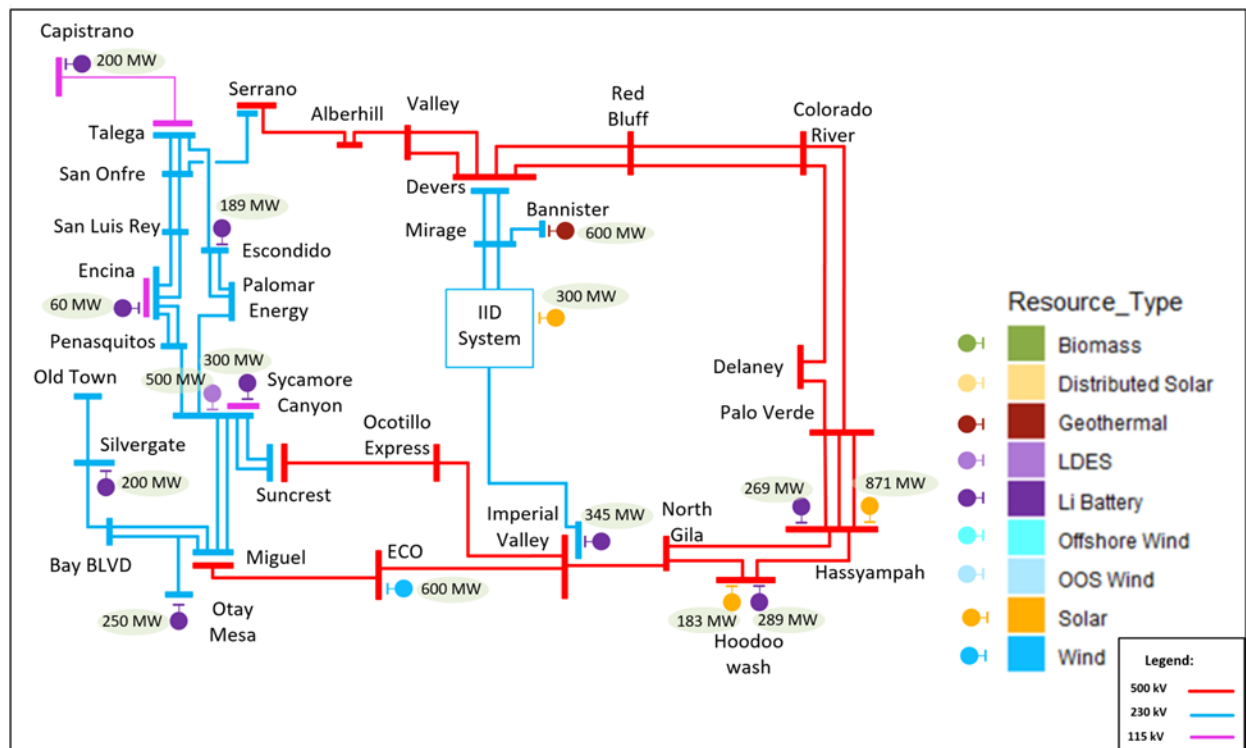 Capistrano
200 MW
Serrano
Alberhill
Valley
Red
Bluff
Colorado
River
Talega
San Onfre
Devers
189 MW
Bannister
600 MW
Mirage
San Luis Rey
Escondido
Encina
Palomar
Energy
60 MW
IID
System
300 MW
Resource_Type
Biomass
Distributed Solar
Geothermal
LDES
Li Battery
Offshore Wind
OOS Wind
Solar
Wind
Penasquitos
300 MW
500 MW
Sycamore
Canyon
Old Town
Delaney
Palo Verde
Ocotillo
Express
Silvergate
200 MW
Suncrest
269 MW
871 MW
Imperial
Valley
345 MW
North
Gila
Hassyampah
Bay BLVD
Miguel
ECO
600 MW
250 MW
Otay
Mesa
183 MW
289 MW
Hoodoo
wash
Legend:
500 kV
230 kV
115 kV